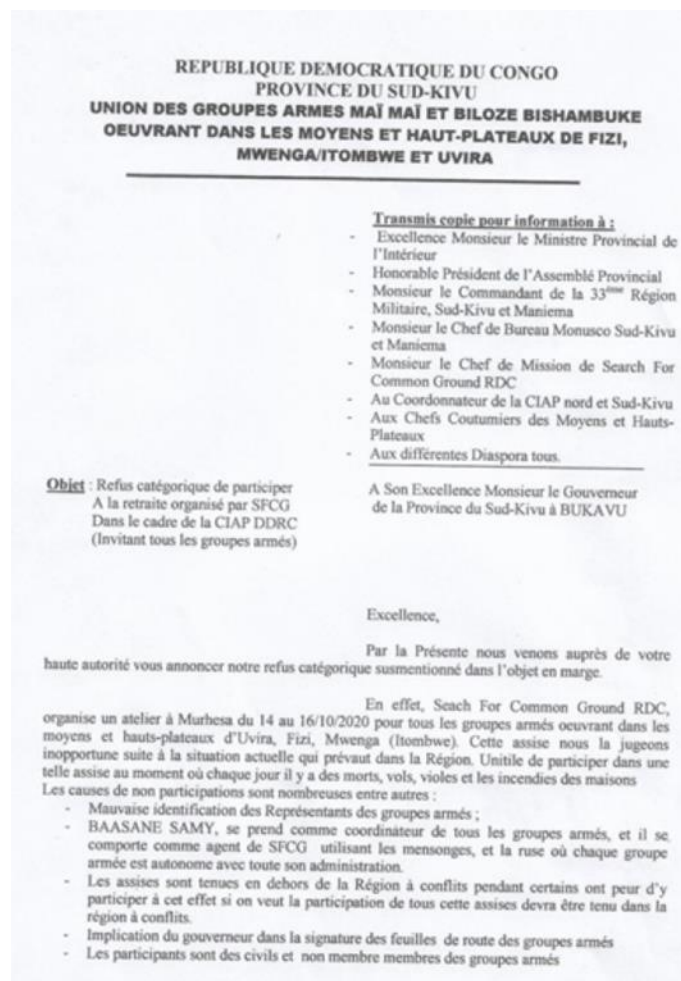 REPUBLIQUE DEMOCRATIQUE DU CONGO
PROVINCE DU SUD-KIVU
UNION DES GROUPES ARMES MAÏ MAÏ ET BILOZE BISHAMBUKE
OEUVRANT DANS LES MOYENS ET HAUT-PLATEAUX DE FIZI,
MWENGA/ITOMBWE ET UVIRA
Transmis copie pour information à :
- Excellence Monsieur le Ministre Provincial de
l'Intérieur
- Honorable Président de l'Assemblé Provincial
- Monsieur le Commandant de la 33ème Région
Militaire, Sud-Kivu et Maniema
- Monsieur le Chef de Bureau Monusco Sud-Kivu
et Maniema
- Monsieur le Chef de Mission de Search For
Common Ground RDC
- Au Coordonnateur de la CIAP nord et Sud-Kivu
- Aux Chefs Coutumiers des Moyens et Hauts-
Plateaux
- Aux différentes Diaspora tous.
Objet : Refus catégorique de participer
A la retraite organisé par SFCG
Dans le cadre de la CIAP DDRC
(Invitant tous les groupes armés)
A Son Excellence Monsieur le Gouverneur
de la Province du Sud-Kivu à BUKAVU
Excellence,
Par la Présente nous venons auprès de votre
haute autorité vous annoncer notre refus catégorique susmentionné dans l'objet en marge.
En effet, Seach For Common Ground RDC,
organise un atelier à Murhesa du 14 au 16/10/2020 pour tous les groupes armés oeuvrant dans les
moyens et hauts-plateaux d'Uvira, Fizi, Mwenga (Itombwe). Cette assise nous la jugeons
inopportune suite à la situation actuelle qui prévaut dans la Région. Unitile de participer dans une
telle assise au moment où chaque jour il y a des morts, vols, violes et les incendies des maisons
Les causes de non participations sont nombreuses entre autres :
- Mauvaise identification des Représentants des groupes armés ;
- BAASANE SAMY, se prend comme coordinateur de tous les groupes armés, et il se
comporte comme agent de SFCG utilisant les mensonges, et la ruse où chaque groupe
armée est autonome avec toute son administration.
- Les assises sont tenues en dehors de la Région à conflits pendant certains ont peur d'y
participer à cet effet si on veut la participation de tous cette assises devra être tenu dans la
région à conflits.
- Implication du gouverneur dans la signature des feuilles de route des groupes armés
- Les participants sont des civils et non membre membres des groupes armés